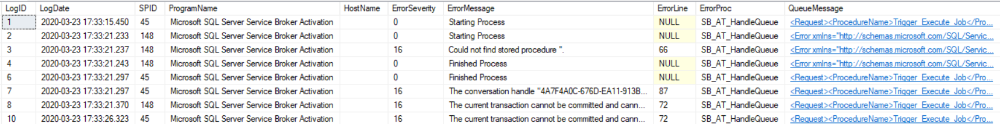 LogID LogDate SPID ProgramName HostName ErrorSeverity ErrorMessage ErrorLine ErrorProc QueueMessage
1 2020-03-23 17:33:15.450 45 Microsoft SQL Server Service Broker Activation 0 Starting Process NULL SB_AT_HandleQueue <Request><ProcedureName>Trigger_Execute_Job</Pro...
2 2020-03-23 17:33:21.233 148 Microsoft SQL Server Service Broker Activation 0 Starting Process NULL SB_AT_HandleQueue <Error xmlns="http://schemas.microsoft.com/SQL/Servic...
3 2020-03-23 17:33:21.237 148 Microsoft SQL Server Service Broker Activation 16 Could not find stored procedure ''. 66 SB_AT_HandleQueue <Error xmlns="http://schemas.microsoft.com/SQL/Servic...
4 2020-03-23 17:33:21.243 148 Microsoft SQL Server Service Broker Activation 0 Finished Process NULL SB_AT_HandleQueue <Error xmlns="http://schemas.microsoft.com/SQL/Servic...
6 2020-03-23 17:33:21.297 45 Microsoft SQL Server Service Broker Activation 0 Finished Process NULL SB_AT_HandleQueue <Request><ProcedureName>Trigger_Execute_Job</Pro...
7 2020-03-23 17:33:21.297 45 Microsoft SQL Server Service Broker Activation 16 The conversation handle "4A7F4A0C-676D-EA11-913B... 87 SB_AT_HandleQueue <Request><ProcedureName>Trigger_Execute_Job</Pro...
8 2020-03-23 17:33:21.370 148 Microsoft SQL Server Service Broker Activation 16 The current transaction cannot be committed and cann... 72 SB_AT_HandleQueue <Request><ProcedureName>Trigger_Execute_Job</Pro...
10 2020-03-23 17:33:26.323 45 Microsoft SQL Server Service Broker Activation 16 The current transaction cannot be committed and cann... 72 SB_AT_HandleQueue <Request><ProcedureName>Trigger_Execute_Job</Pro...